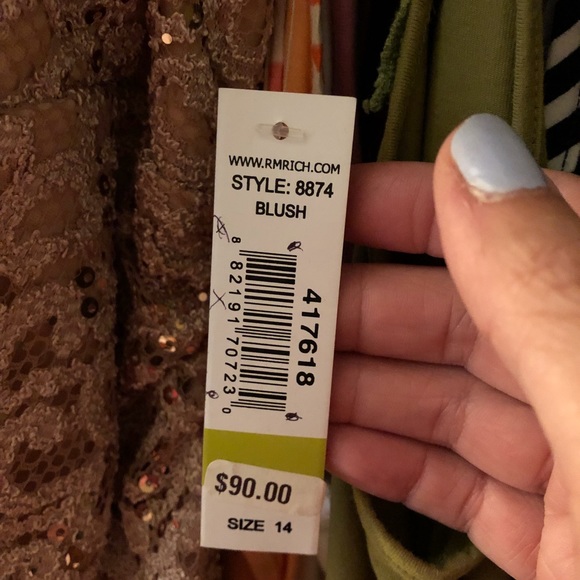 WWW.RMRICH.COM
STYLE: 8874
BLUSH
8 82191 70723 0
417618
$90.00
SIZE 14